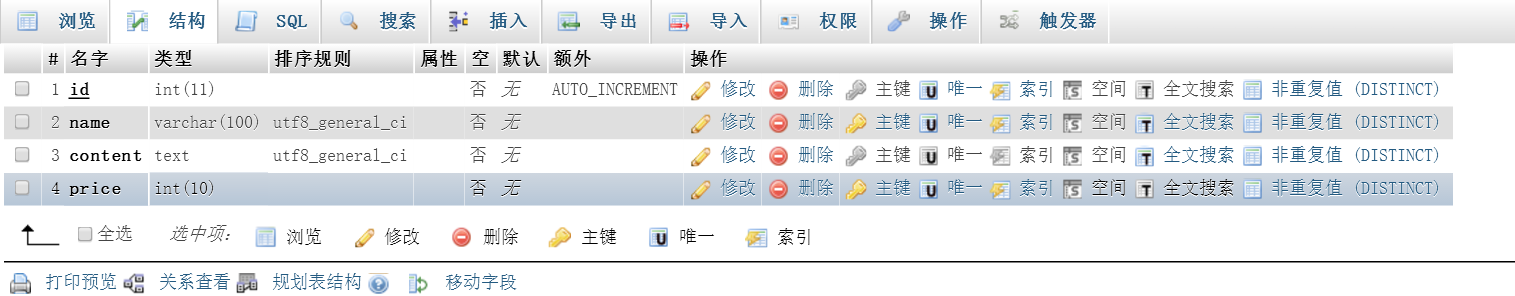 浏览 结构 SQL 搜索 插入 导出 导入 权限 操作 触发器
# 名字 类型 排序规则 属性 空 默认 额外 操作
1 id int(11) 否 无 AUTO_INCREMENT 修改 删除 主键 唯一 索引 空间 全文搜索 非重复值 (DISTINCT)
2 name varchar(100) utf8_general_ci 否 无 修改 删除 主键 唯一 索引 空间 全文搜索 非重复值 (DISTINCT)
3 content text utf8_general_ci 否 无 修改 删除 主键 唯一 索引 空间 全文搜索 非重复值 (DISTINCT)
4 price int(10) 否 无 修改 删除 主键 唯一 索引 空间 全文搜索 非重复值 (DISTINCT)
全选 选中项: 浏览 修改 删除 主键 唯一 索引
打印预览 关系查看 规划表结构 移动字段